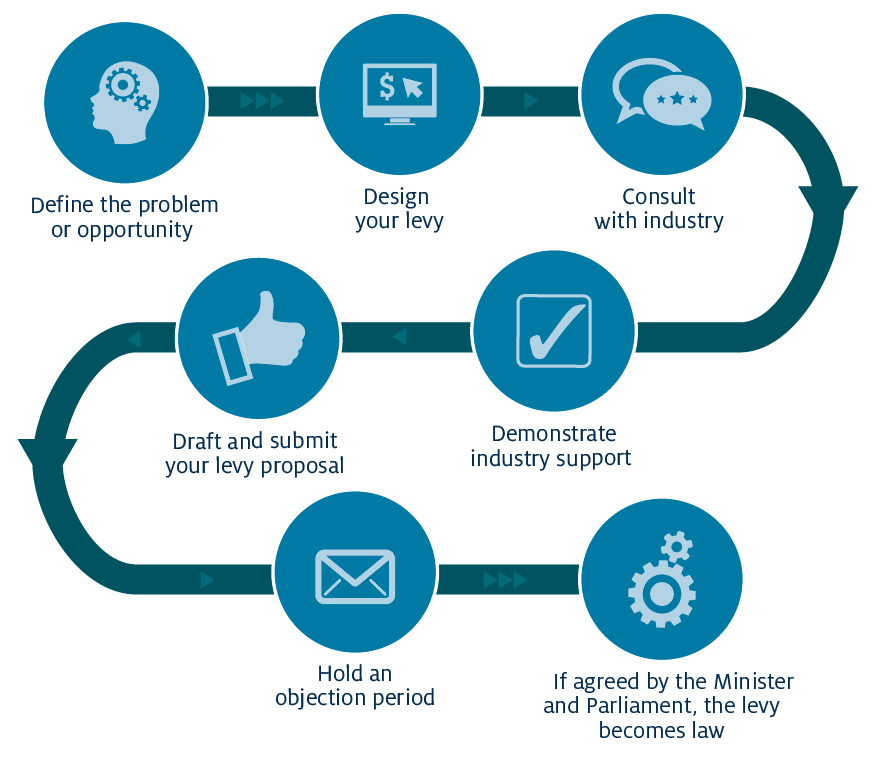 Define the problem
or opportunity
Design
your levy
Consult
with industry
Demonstrate
industry support
Draft and submit
your levy proposal
Hold an
objection period
If agreed by the Minister
and Parliament, the levy
becomes law